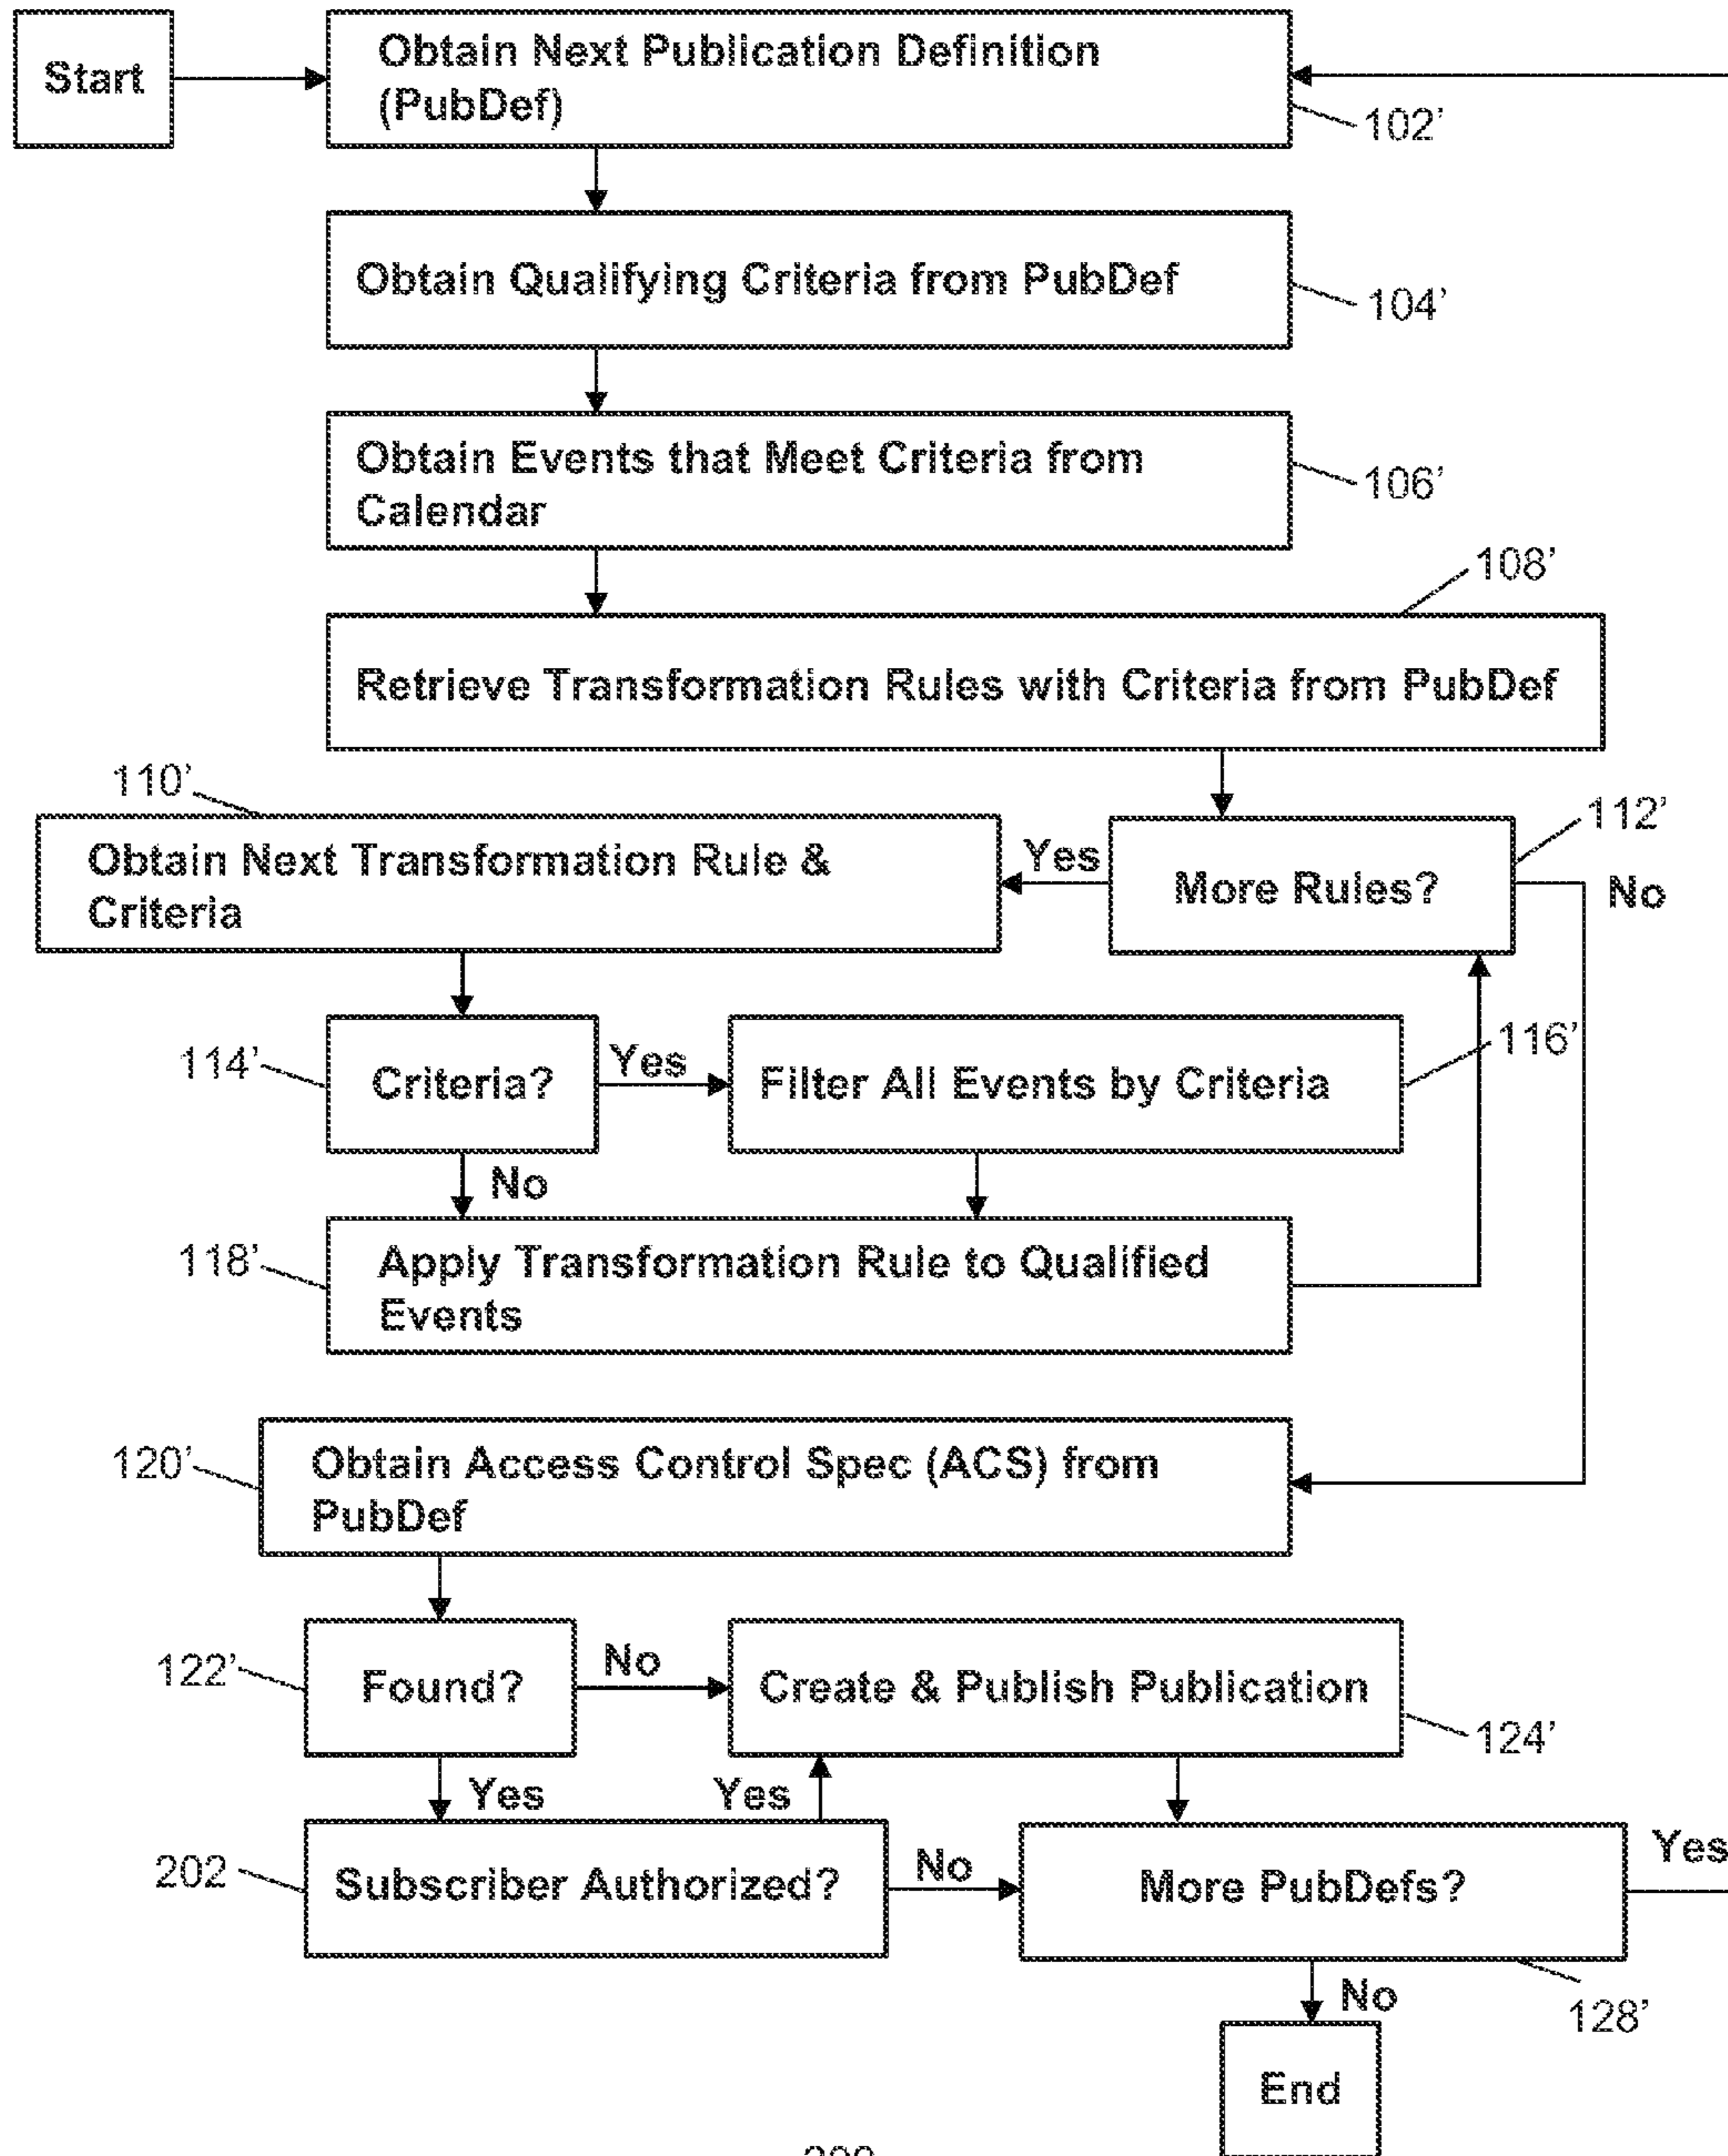 Start
Obtain Next Publication Definition
(PubDef)
102'
Obtain Qualifying Criteria from PubDef
104'
Obtain Events that Meet Criteria from
Calendar
106'
108'
Retrieve Transformation Rules with Criteria from PubDef
110'
112'
Obtain Next Transformation Rule &
Criteria
Yes
More Rules?
No
114'
Criteria?
Yes
Filter All Events by Criteria
116'
No
118'
Apply Transformation Rule to Qualified
Events
120'
Obtain Access Control Spec (ACS) from
PubDef
122'
Found?
No
Create & Publish Publication
124'
Yes
Yes
202
Subscriber Authorized?
No
More PubDefs?
Yes
No
128'
End